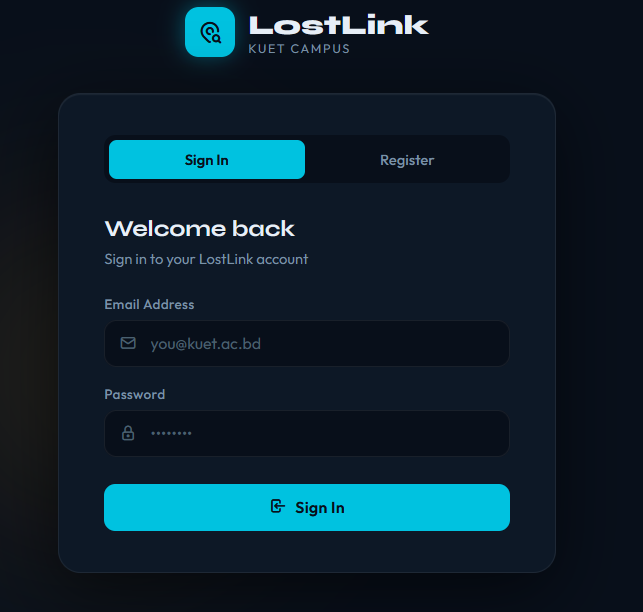 LostLink
KUET CAMPUS
Sign In
Register
Welcome back
Sign in to your LostLink account
Email Address
you@kuet.ac.bd
Password
••••••••
Sign In